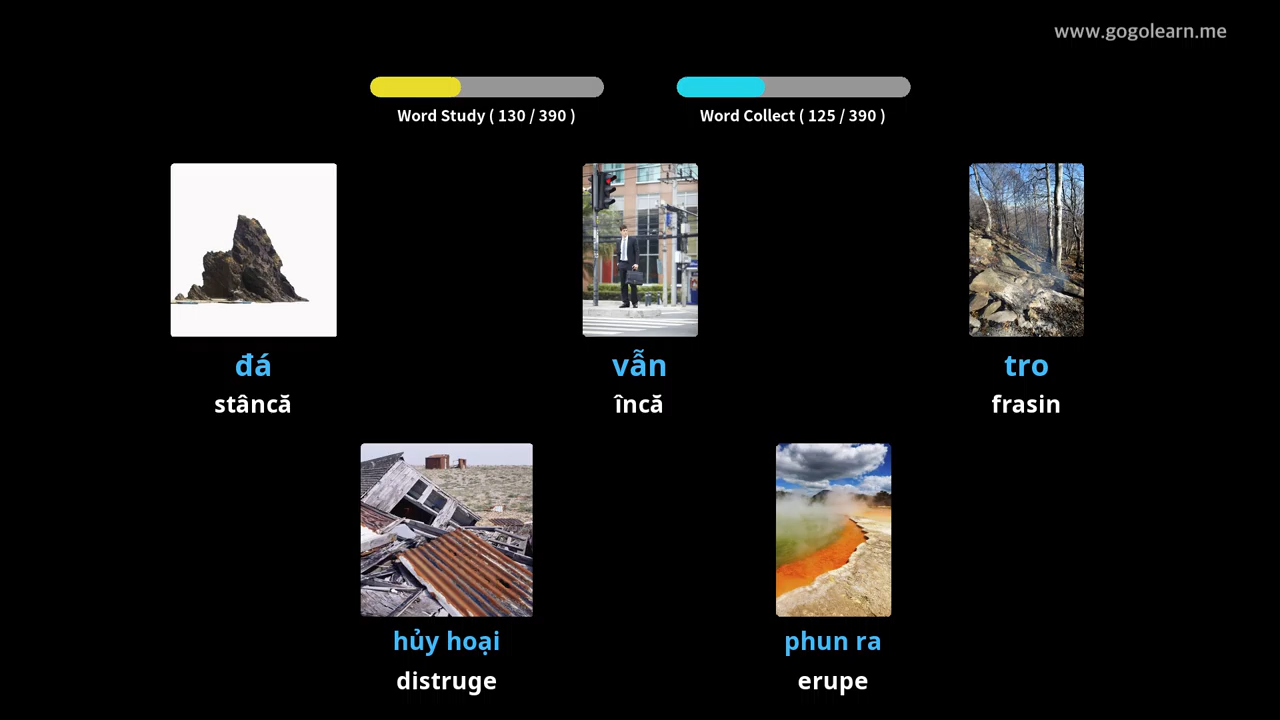 www.gogolearn.me
Word Study ( 130 / 390 )
Word Collect ( 125 / 390 )
đá
vẫn
tro
stâncă
încă
frasin
hủy hoại
phun ra
distruge
erupe